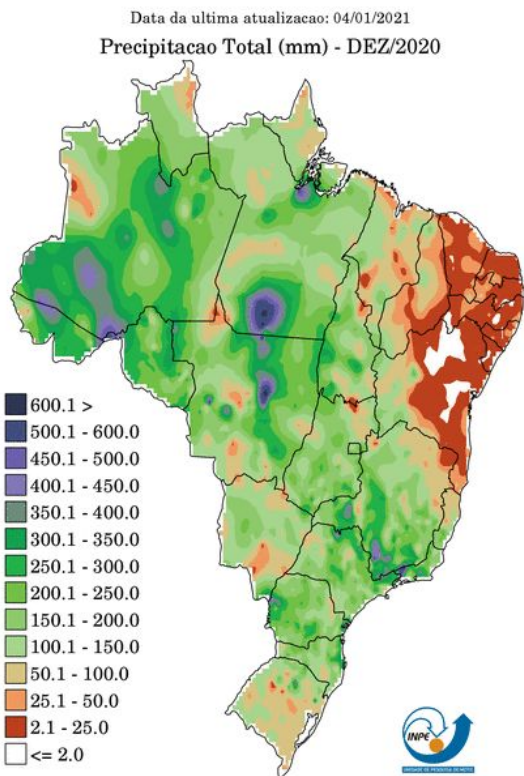 Data da ultima atualizacao: 04/01/2021
Precipitacao Total (mm) - DEZ/2020
600.1 >
500.1 - 600.0
450.1 - 500.0
400.1 - 450.0
350.1 - 400.0
300.1 - 350.0
250.1 - 300.0
200.1 - 250.0
150.1 - 200.0
100.1 - 150.0
50.1 - 100.0
25.1 - 50.0
2.1 - 25.0
<= 2.0
INPE